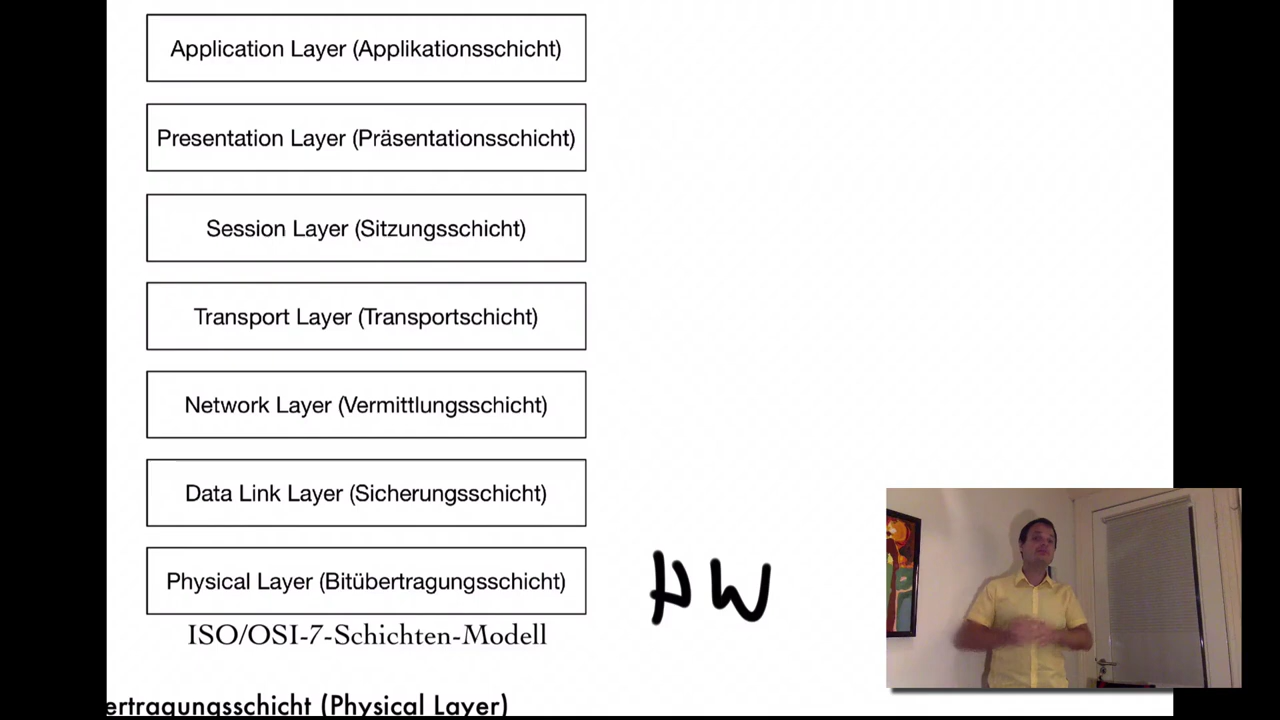 Application Layer (Applikationsschicht)
Presentation Layer (Präsentationsschicht)
Session Layer (Sitzungsschicht)
Transport Layer (Transportschicht)
Network Layer (Vermittlungsschicht)
Data Link Layer (Sicherungsschicht)
Physical Layer (Bitübertragungsschicht)
HW
ISO/OSI-7-Schichten-Modell
ertragungsschicht (Physical Layer)